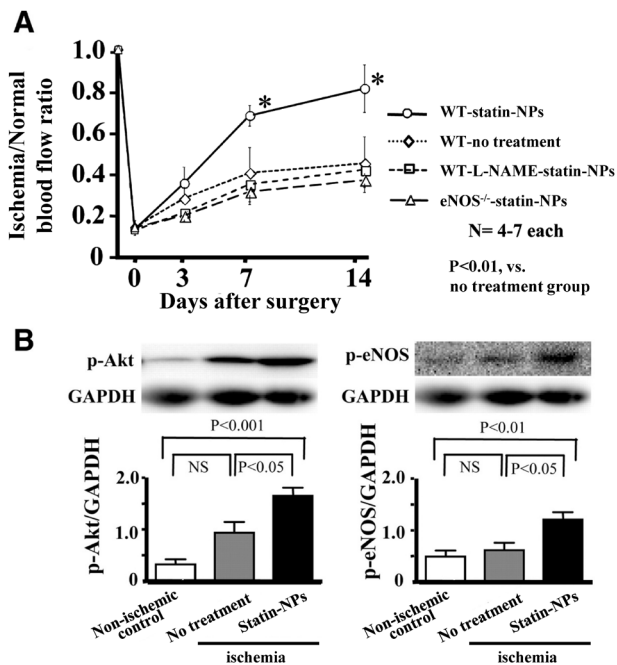 A
Ischemia/Normal
blood flow ratio
1.0
0.8
0.6
0.4
0.2
0
0 3 7 14
Days after surgery
*
*
WT-statin-NPs
WT-no treatment
WT-L-NAME-statin-NPs
eNOS-/--statin-NPs
N= 4-7 each
P<0.01, vs.
no treatment group
B
p-Akt
GAPDH
P<0.001
NS
P<0.05
p-Akt/GAPDH
2.0
1.0
0
Non-ischemic
control
No treatment
Statin-NPs
ischemia
p-eNOS
GAPDH
P<0.01
NS
P<0.05
p-eNOS/GAPDH
2.0
1.0
0
Non-ischemic
control
No treatment
Statin-NPs
ischemia